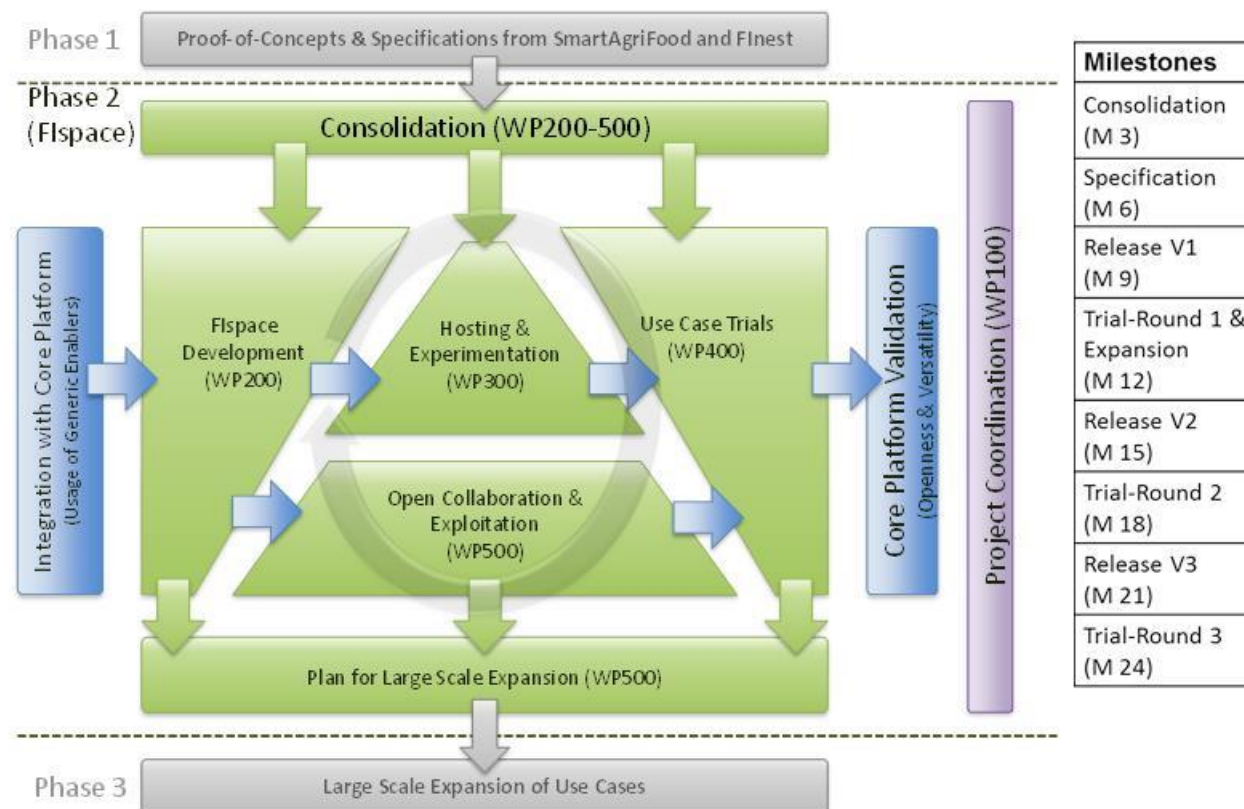 Phase 1
Proof-of-Concepts & Specifications from SmartAgriFood and FInest
Phase 2
(FIspace)
Consolidation (WP200-500)
Integration with Core Platform
(Usage of Generic Enablers)
FIspace
Development
(WP200)
Hosting &
Experimentation
(WP300)
Use Case Trials
(WP400)
Open Collaboration &
Exploitation
(WP500)
Core Platform Validation
(Openness & Versatility)
Project Coordination (WP100)
Plan for Large Scale Expansion (WP500)
Phase 3
Large Scale Expansion of Use Cases
Milestones
Consolidation
(M 3)
Specification
(M 6)
Release V1
(M 9)
Trial-Round 1 &
Expansion
(M 12)
Release V2
(M 15)
Trial-Round 2
(M 18)
Release V3
(M 21)
Trial-Round 3
(M 24)